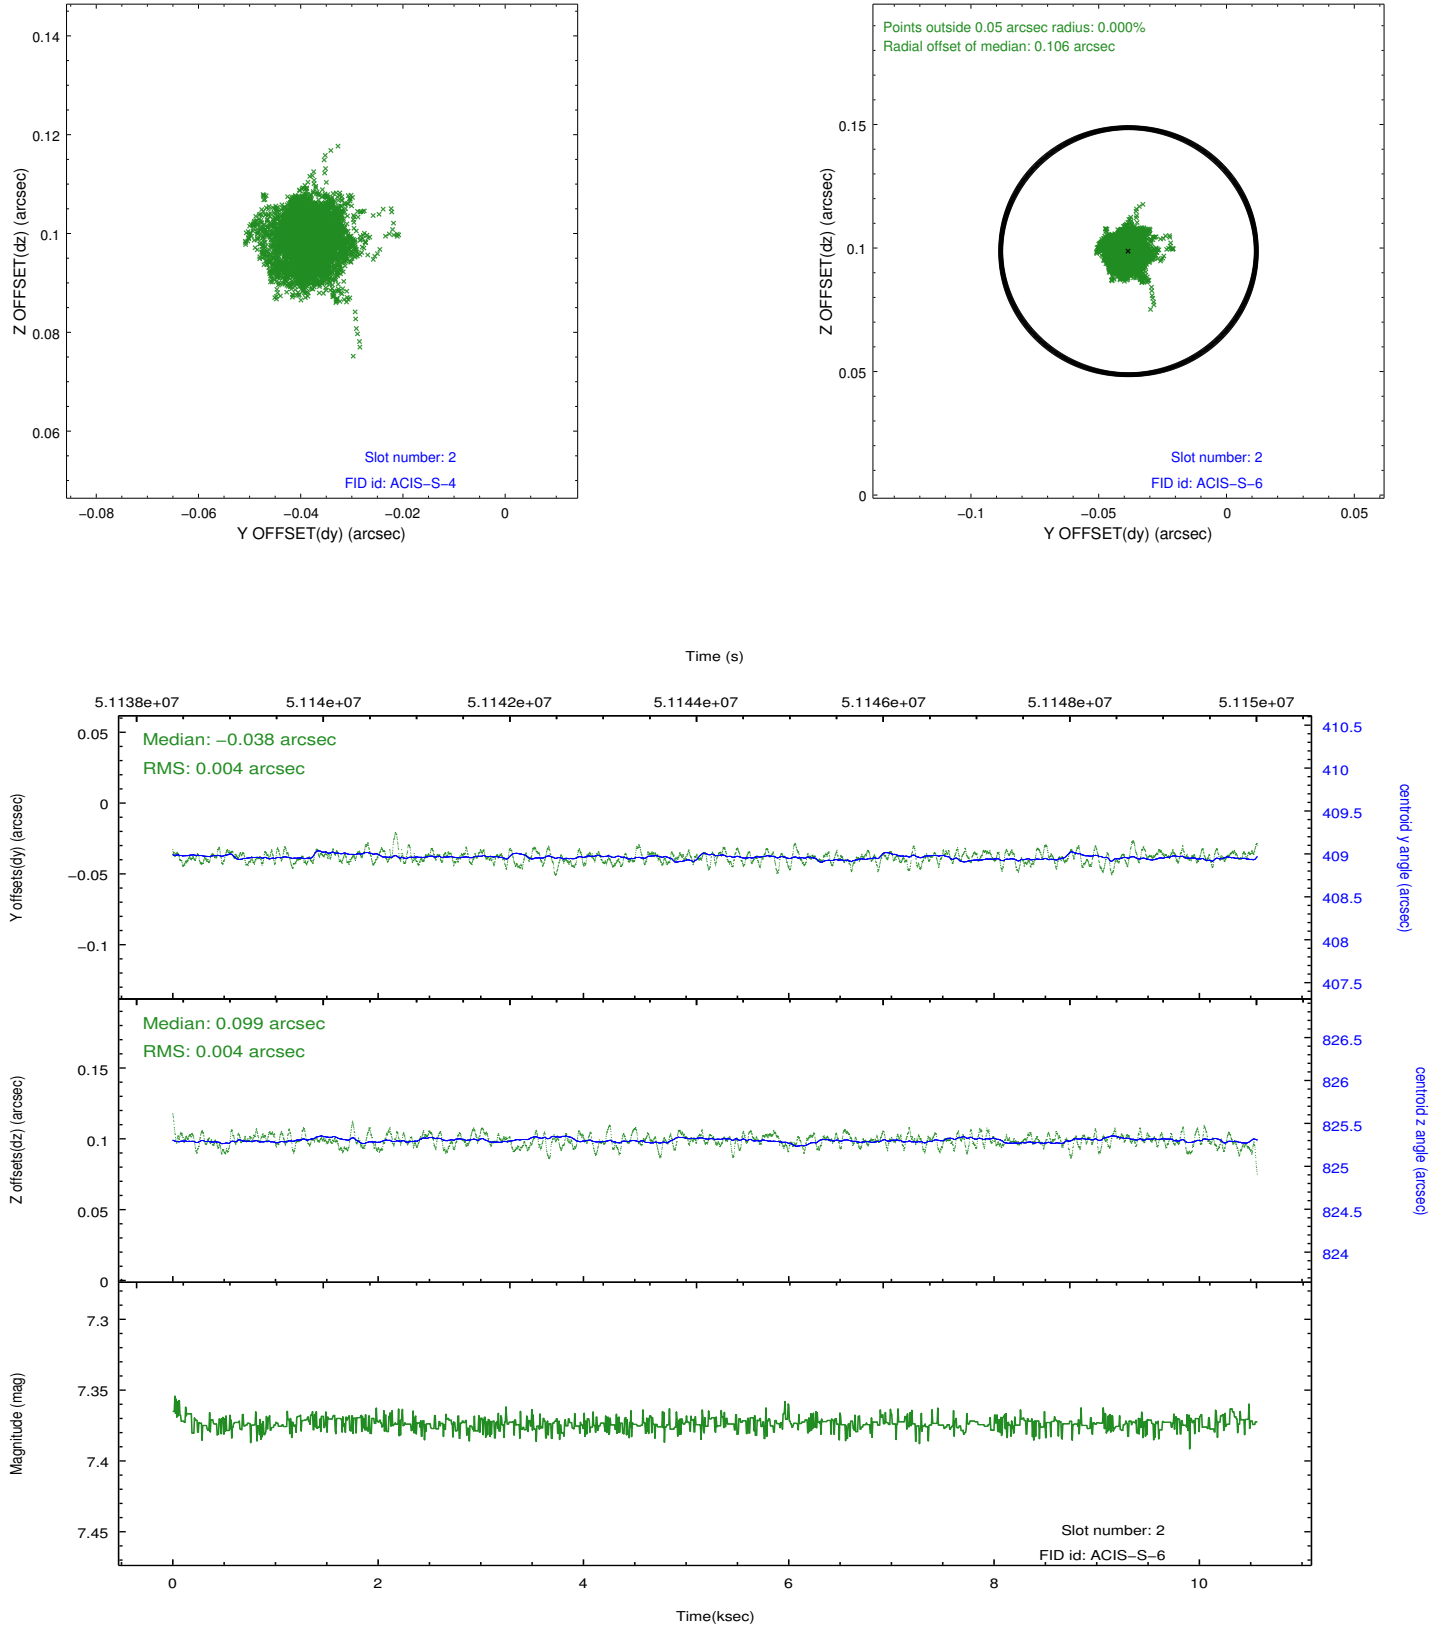 0.14
0.12
0.1
0.08
0.06
Z OFFSET(dz) (arcsec)
Slot number: 2
FID id: ACIS−S−4
−0.08 −0.06 −0.04 −0.02 0
Y OFFSET(dy) (arcsec)
Points outside 0.05 arcsec radius: 0.000%
Radial offset of median: 0.106 arcsec
0.15
0.1
0.05
0
Z OFFSET(dz) (arcsec)
Slot number: 2
FID id: ACIS−S−6
−0.1 −0.05 0 0.05
Y OFFSET(dy) (arcsec)
Time (s)
5.1138e+07 5.114e+07 5.1142e+07 5.1144e+07 5.1146e+07 5.1148e+07 5.115e+07
Median: −0.038 arcsec
RMS: 0.004 arcsec
0.05
0
−0.05
−0.1
Y offsets(dy) (arcsec)
410.5
410
409.5
409
408.5
408
407.5
centroid y angle (arcsec)
Median: 0.099 arcsec
RMS: 0.004 arcsec
0.15
0.1
0.05
0
Z offsets(dz) (arcsec)
826.5
826
825.5
825
824.5
824
centroid z angle (arcsec)
7.3
7.35
7.4
7.45
Magnitude (mag)
Slot number: 2
FID id: ACIS−S−6
0 2 4 6 8 10
Time(ksec)